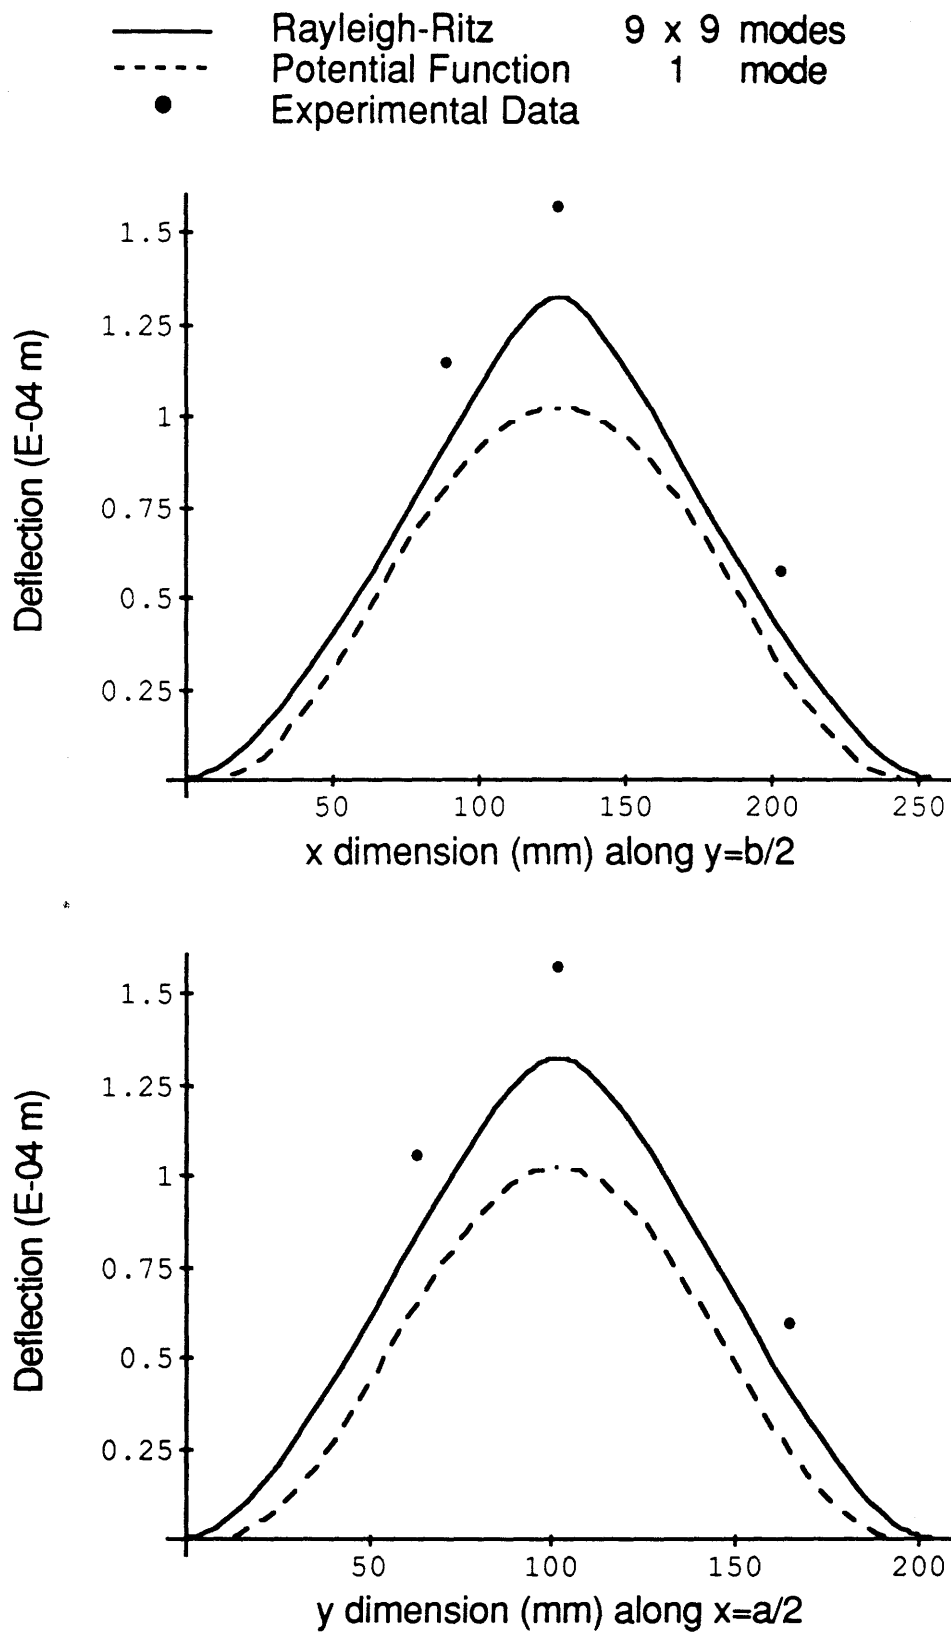 Rayleigh-Ritz 9 x 9 modes
Potential Function 1 mode
Experimental Data
1.5
1.25
1
0.75
0.5
0.25
50 100 150 200 250
Deflection (E-04 m)
x dimension (mm) along y=b/2
1.5
1.25
1
0.75
0.5
0.25
50 100 150 200
Deflection (E-04 m)
y dimension (mm) along x=a/2